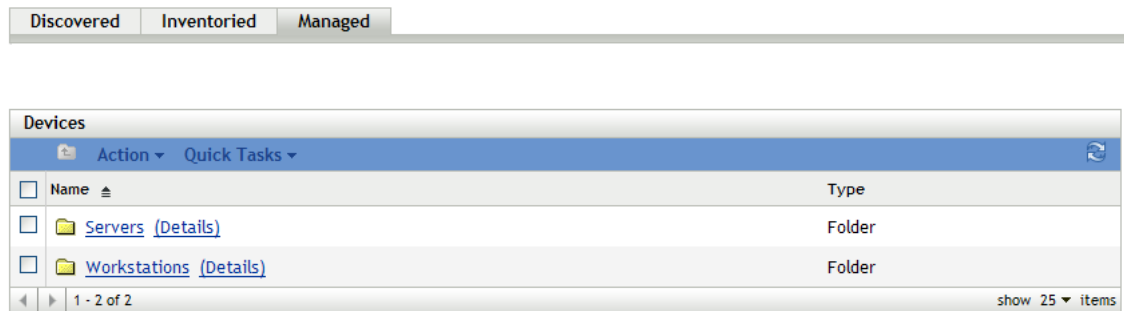 Discovered Inventoried Managed
Devices
Action Quick Tasks
Name Type
Servers (Details) Folder
Workstations (Details) Folder
1 - 2 of 2 show 25 items